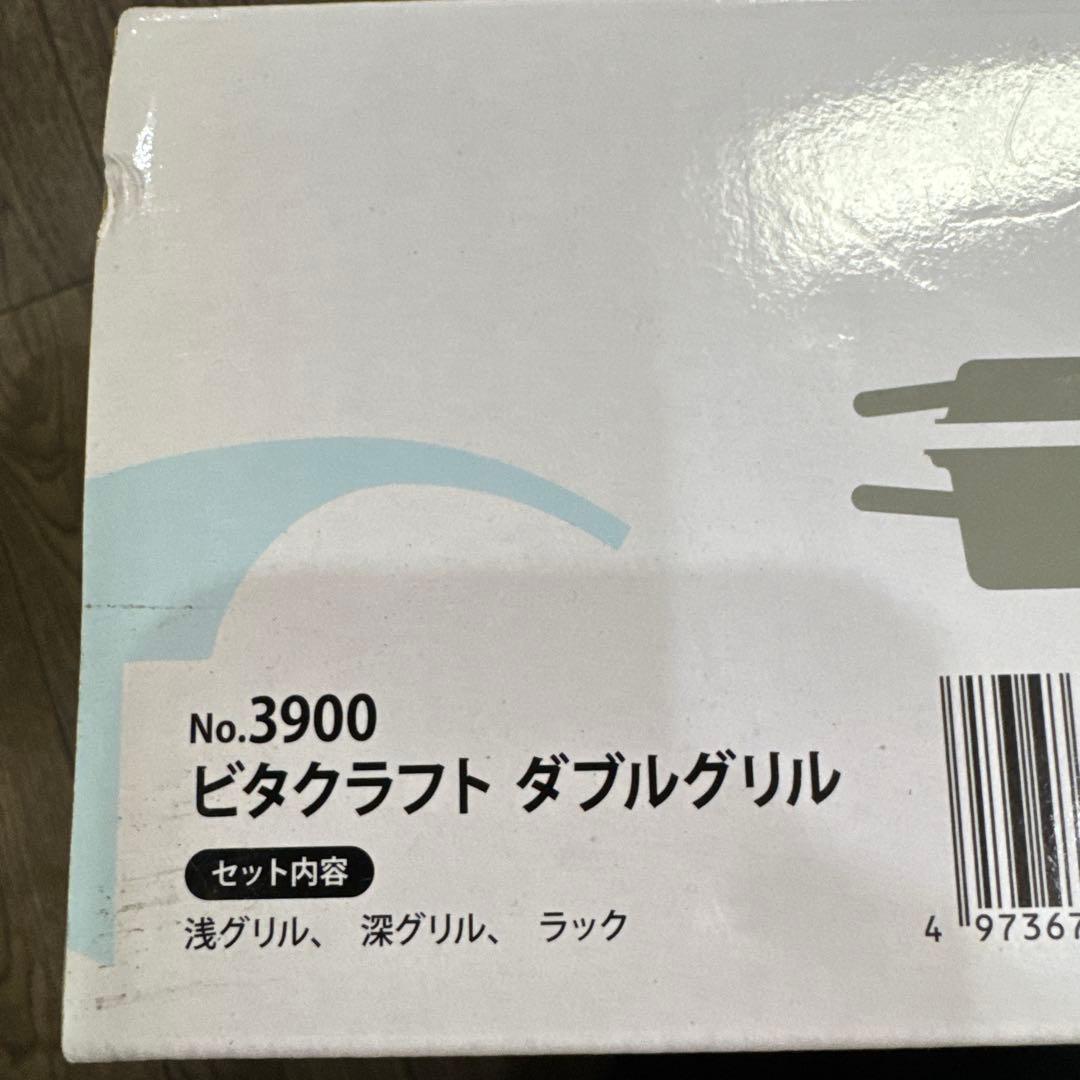 No.3900
ビタクラフト ダブルグリル
セット内容
浅グリル、 深グリル、 ラック
4 97367